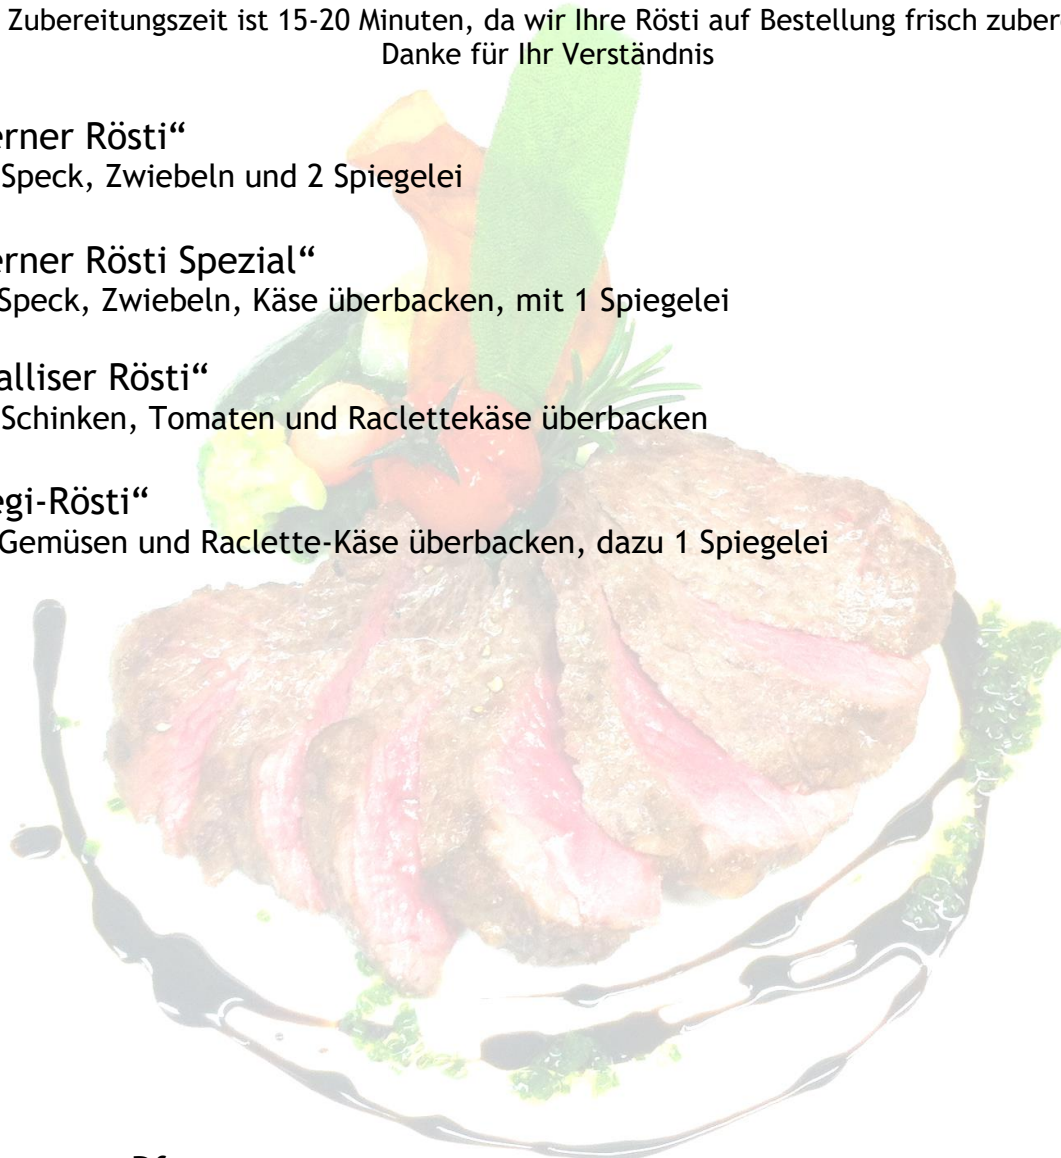 Zubereitungszeit ist 15-20 Minuten, da wir Ihre Rösti auf Bestellung frisch zuber
Danke für Ihr Verständnis
erner Rösti“
Speck, Zwiebeln und 2 Spiegelei
erner Rösti Spezial“
Speck, Zwiebeln, Käse überbacken, mit 1 Spiegelei
alliser Rösti“
Schinken, Tomaten und Raclettekäse überbacken
egi-Rösti“
Gemüsen und Raclette-Käse überbacken, dazu 1 Spiegelei